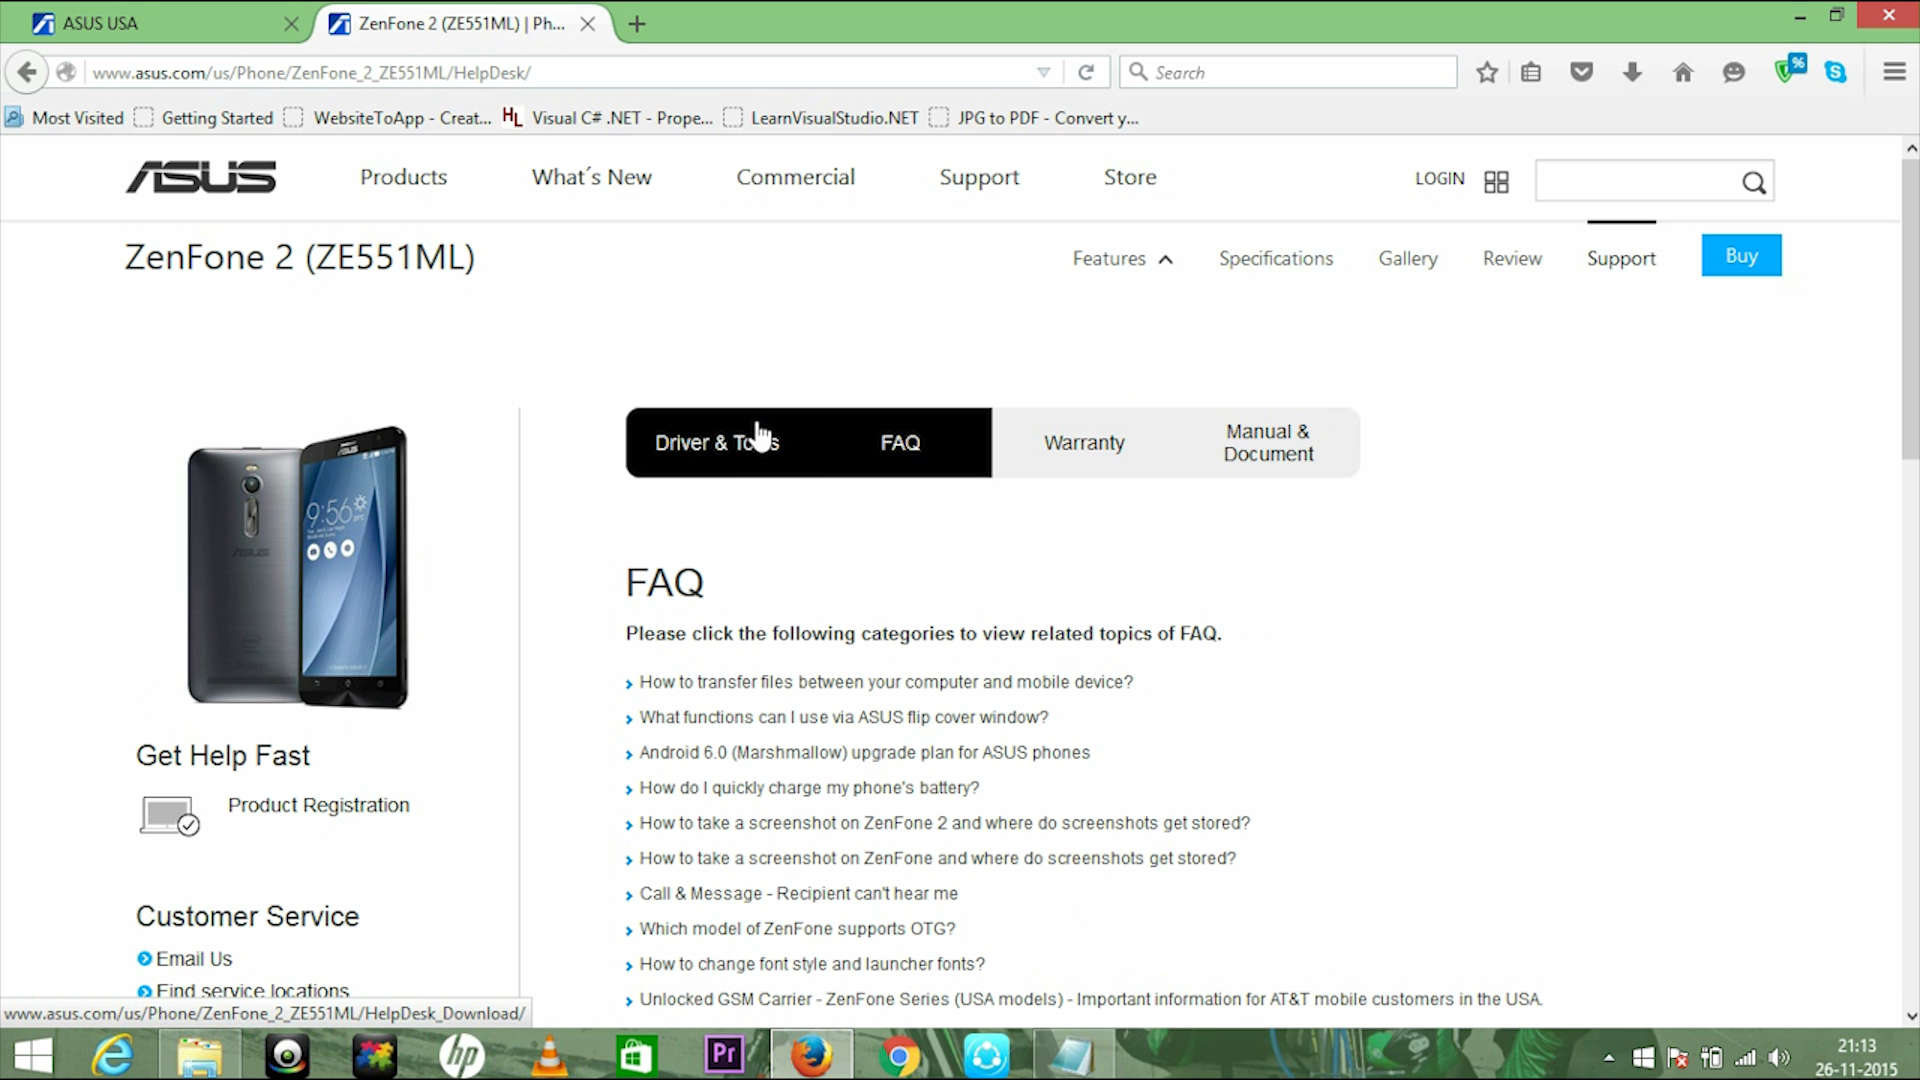 ASUS USA
ZenFone 2 (ZE551ML) | Ph...
www.asus.com/us/Phone/ZenFone_2_ZE551ML/HelpDesk/
Search
%
Most Visited
Getting Started
WebsiteToApp - Creat...
HL
Visual C# .NET - Prope...
LearnVisualStudio.NET
JPG to PDF - Convert y...
ASUS
Products
What´s New
Commercial
Support
Store
LOGIN
ZenFone 2 (ZE551ML)
Features
Specifications
Gallery
Review
Support
Buy
Driver & Tools
FAQ
Warranty
Manual &
Document
ASUS
9:56
ASUS
FAQ
Please click the following categories to view related topics of FAQ.
How to transfer files between your computer and mobile device?
What functions can I use via ASUS flip cover window?
Android 6.0 (Marshmallow) upgrade plan for ASUS phones
How do I quickly charge my phone's battery?
How to take a screenshot on ZenFone 2 and where do screenshots get stored?
How to take a screenshot on ZenFone and where do screenshots get stored?
Call & Message - Recipient can't hear me
Which model of ZenFone supports OTG?
How to change font style and launcher fonts?
Unlocked GSM Carrier - ZenFone Series (USA models) - Important information for AT&T mobile customers in the USA.
Get Help Fast
Product Registration
Customer Service
Email Us
Find service locations
www.asus.com/us/Phone/ZenFone_2_ZE551ML/HelpDesk_Download/
hp
Pr
21:13
26-11-2015